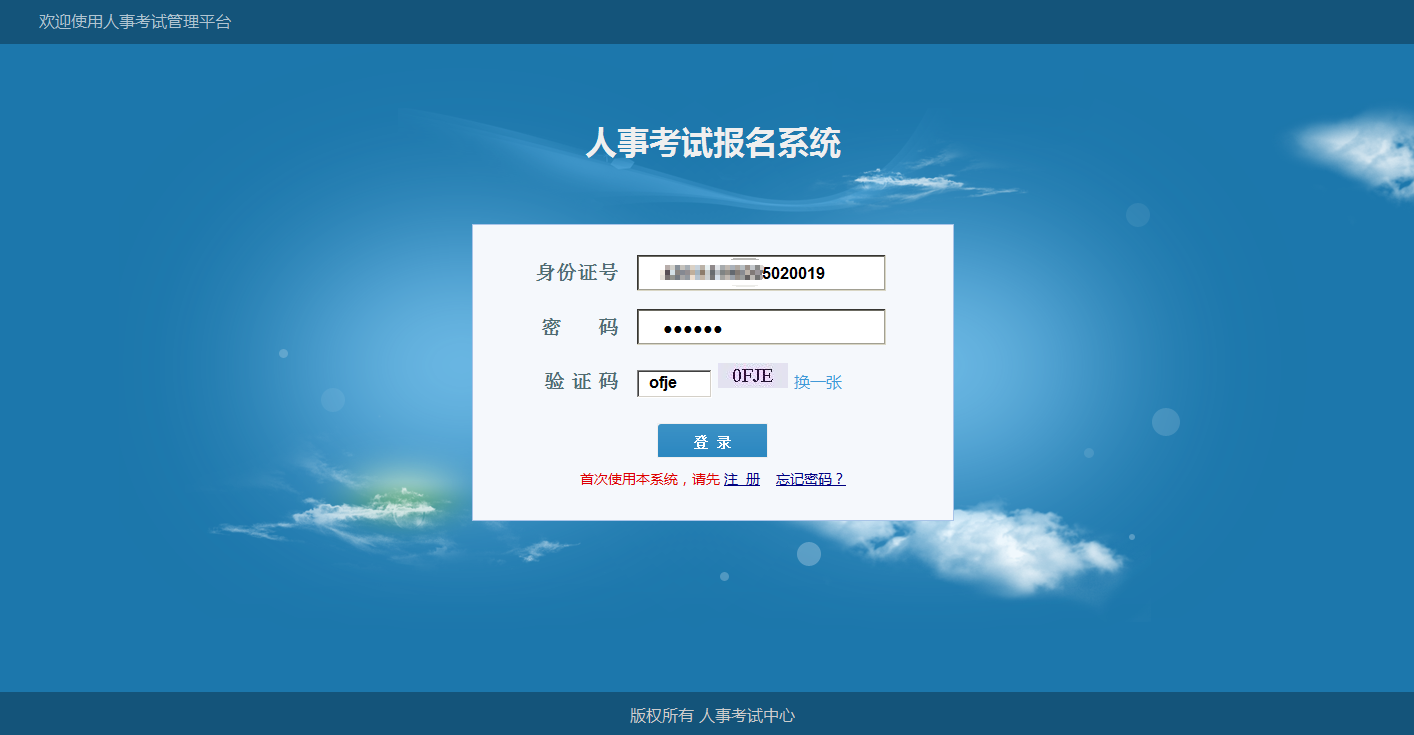 欢迎使用人事考试管理平台
人事考试报名系统
身份证号 5020019
密 码 ●●●●●●
验 证 码 ofje 0FJE 换一张
登 录
首次使用本系统，请先 注 册 忘记密码？
版权所有 人事考试中心